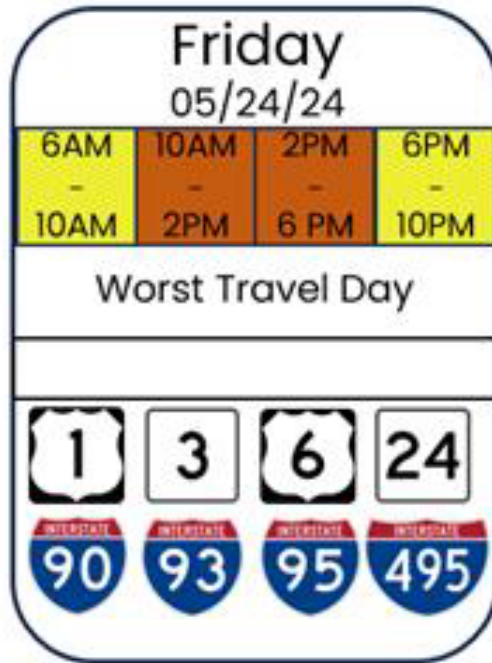 Friday
05/24/24
6AM 10AM 2PM 6PM
- - - -
10AM 2PM 6 PM 10PM
Worst Travel Day
1 3 6 24
INTERSTATE INTERSTATE INTERSTATE INTERSTATE
90 93 95 495